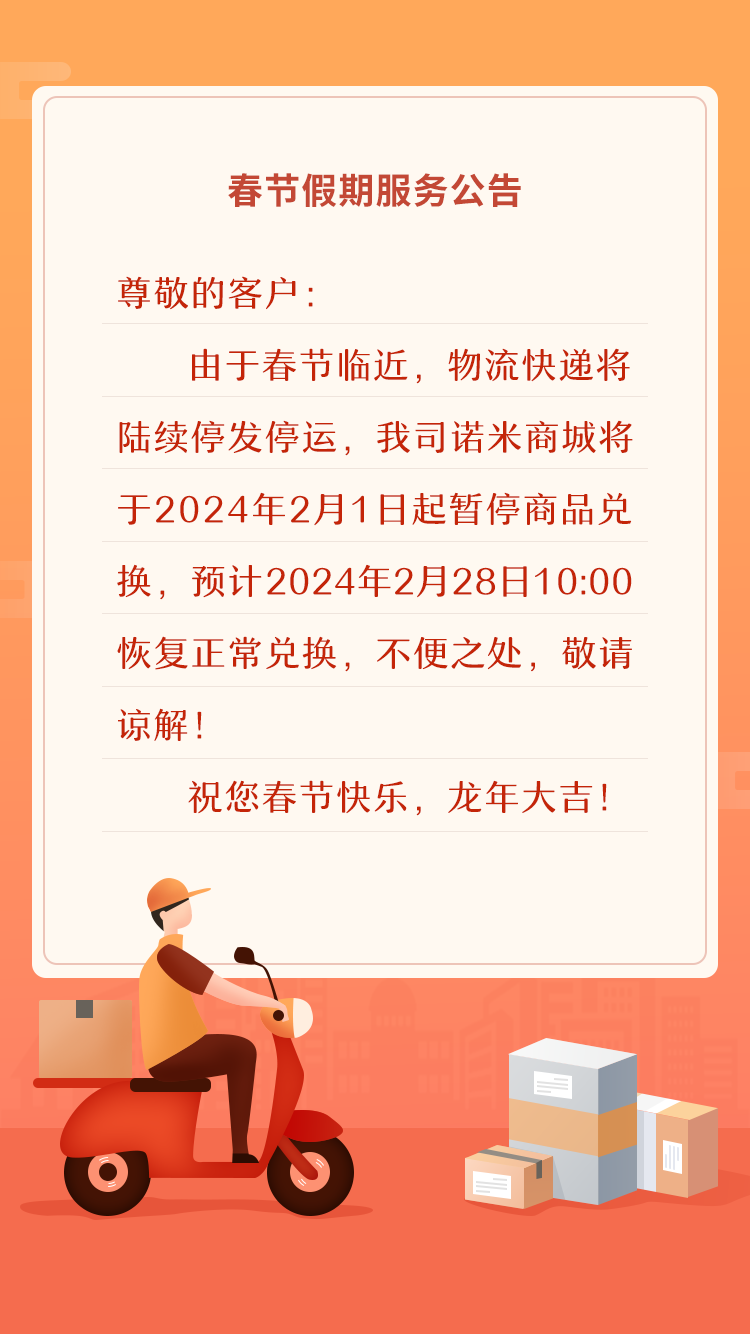 春节假期服务公告
尊敬的客户：
由于春节临近，物流快递将
陆续停发停运，我司诺米商城将
于2024年2月1日起暂停商品兑
换，预计2024年2月28日10:00
恢复正常兑换，不便之处，敬请
谅解！
祝您春节快乐，龙年大吉！